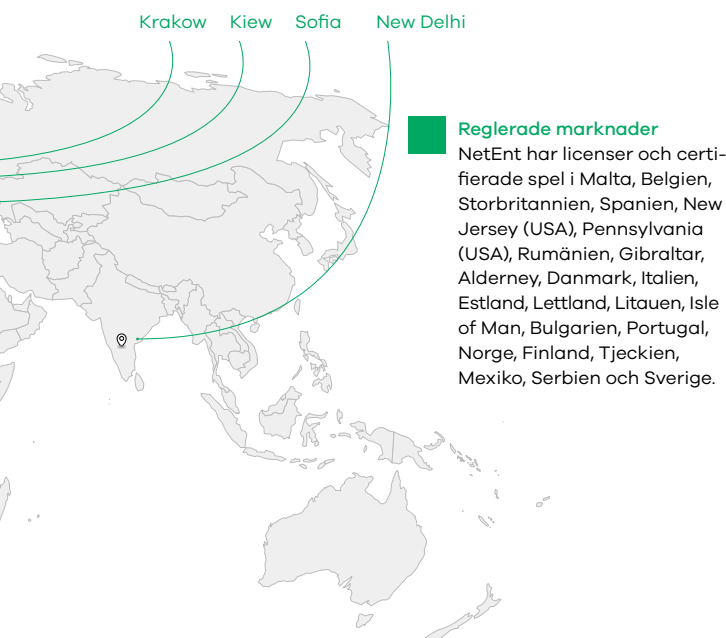 Krakow Kiew Sofia New Delhi
Reglerade marknader
NetEnt har licenser och certi-
fierade spel i Malta, Belgien,
Storbritannien, Spanien, New
Jersey (USA), Pennsylvania
(USA), Rumänien, Gibraltar,
Alderney, Danmark, Italien,
Estland, Lettland, Litauen, Isle
of Man, Bulgarien, Portugal,
Norge, Finland, Tjeckien,
Mexiko, Serbien och Sverige.